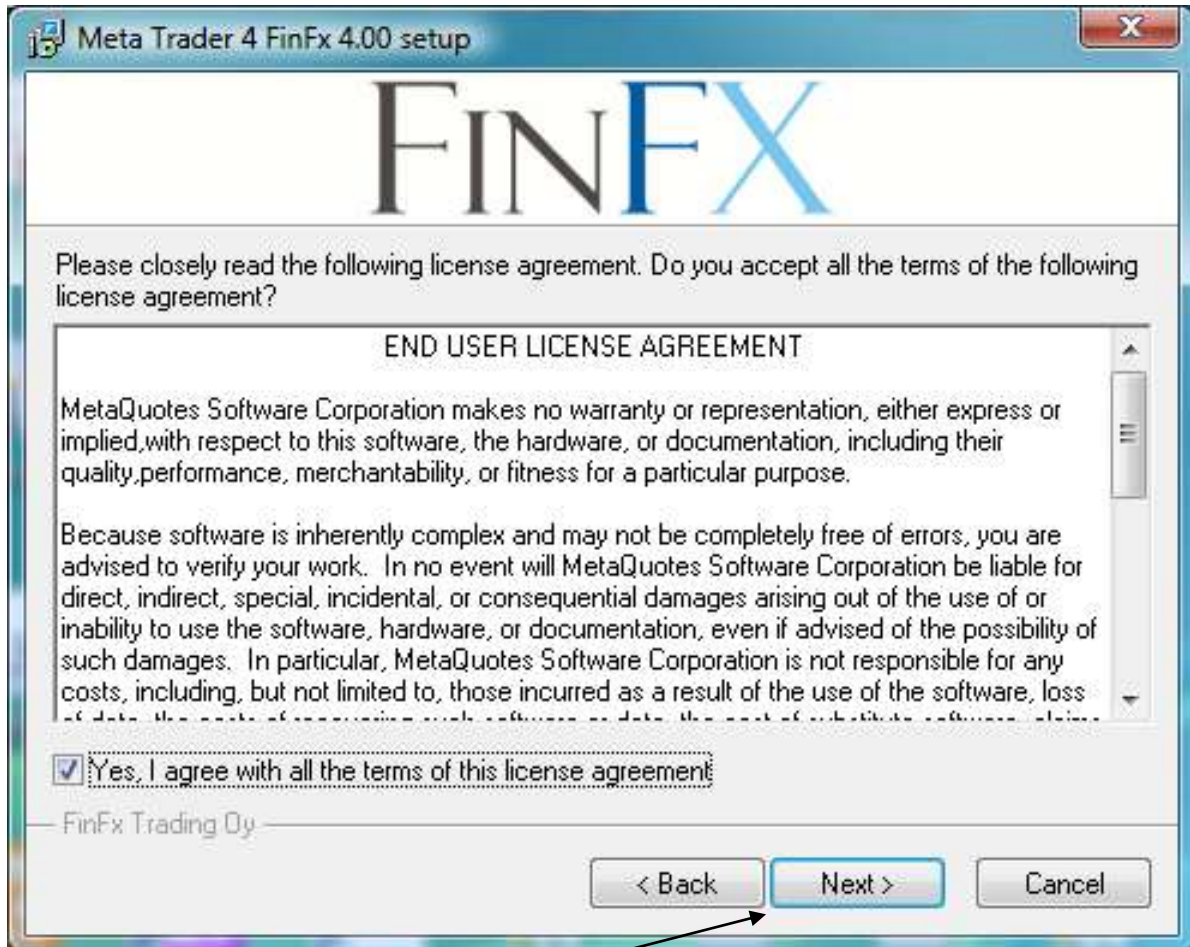 Meta Trader 4 FinFx 4.00 setup
FINFX
Please closely read the following license agreement. Do you accept all the terms of the following
license agreement?
END USER LICENSE AGREEMENT
MetaQuotes Software Corporation makes no warranty or representation, either express or
implied,with respect to this software, the hardware, or documentation, including their
quality,performance, merchantability, or fitness for a particular purpose.
Because software is inherently complex and may not be completely free of errors, you are
advised to verify your work.  In no event will MetaQuotes Software Corporation be liable for
direct, indirect, special, incidental, or consequential damages arising out of the use of or
inability to use the software, hardware, or documentation, even if advised of the possibility of
such damages.  In particular, MetaQuotes Software Corporation is not responsible for any
costs, including, but not limited to, those incurred as a result of the use of the software, loss
Yes, I agree with all the terms of this license agreement
FinFx Trading Oy
< Back
Next >
Cancel